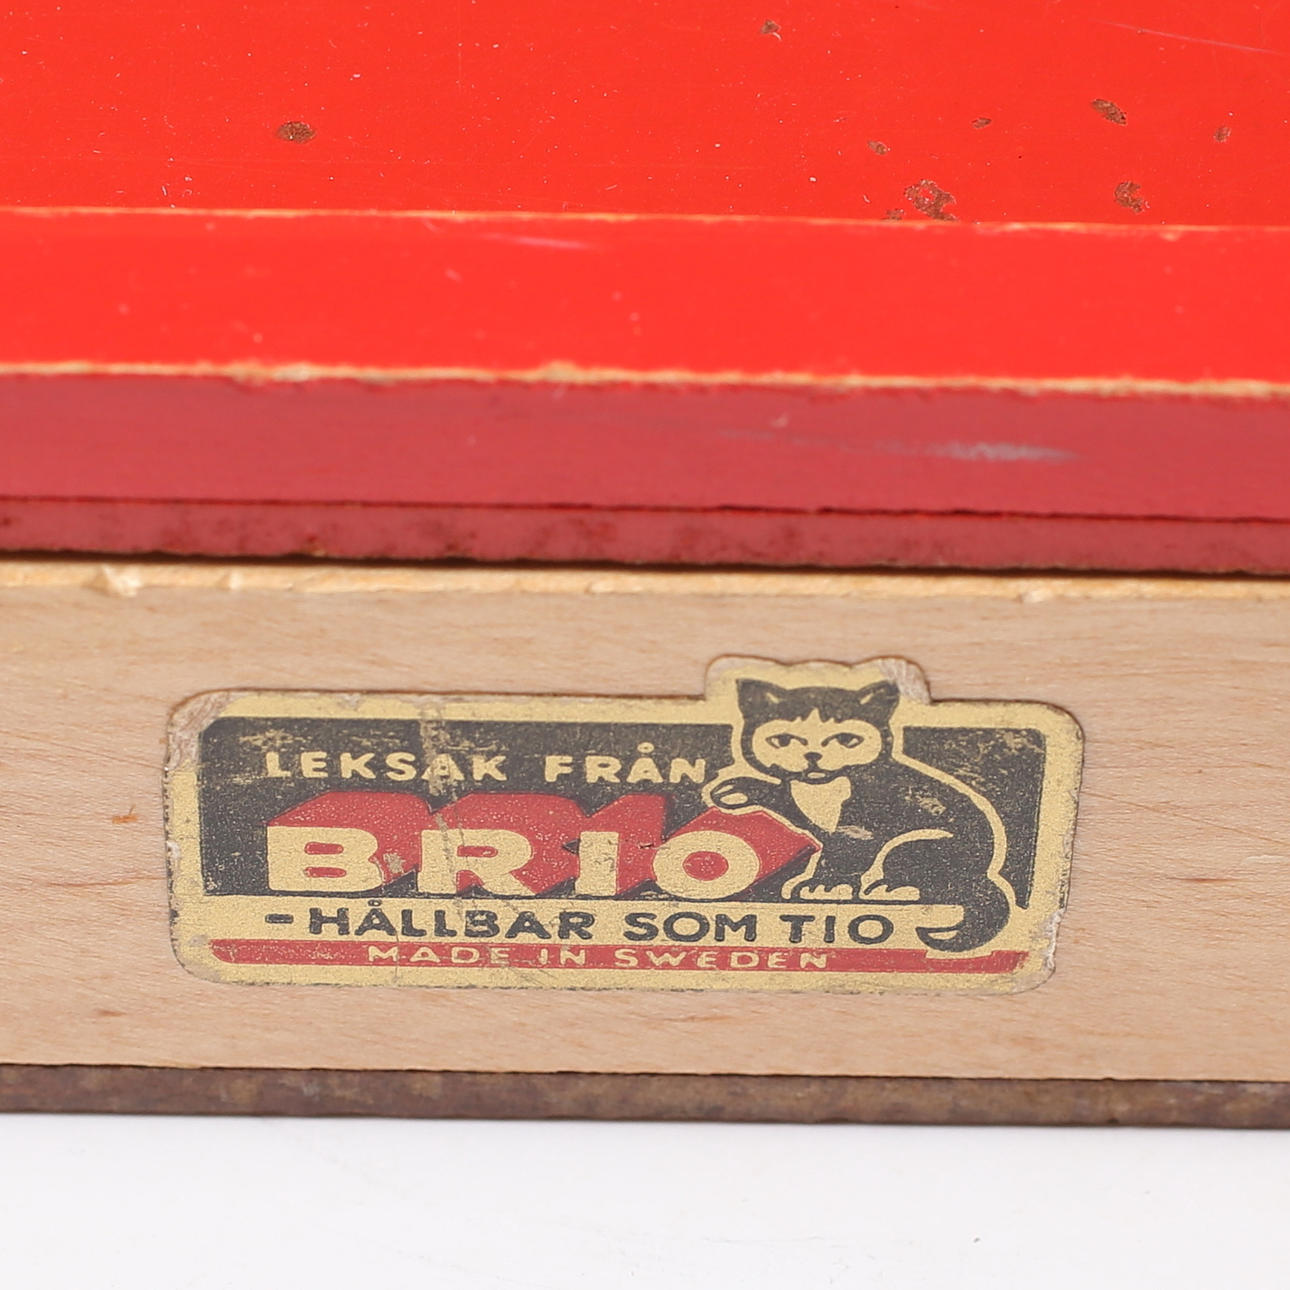 LEKSAK FRÅN
BRIO
-HÅLLBAR SOM TIO
MADE IN SWEDEN